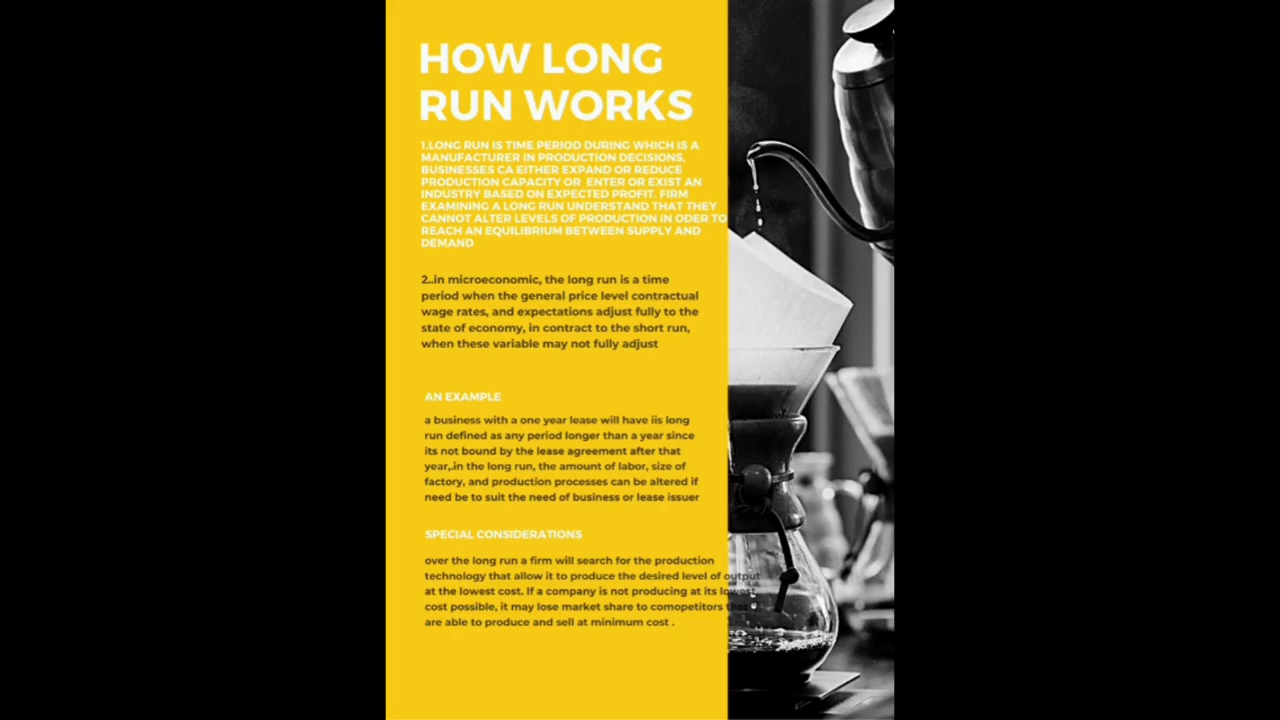 HOW LONG
RUN WORKS
1.LONG RUN IS TIME PERIOD DURING WHICH IS A
MANUFACTURER IN PRODUCTION DECISIONS,
BUSINESSES CA EITHER EXPAND OR REDUCE
PRODUCTION CAPACITY OR ENTER OR EXIST AN
INDUSTRY BASED ON EXPECTED PROFIT. FIRM
EXAMINING A LONG RUN UNDERSTAND THAT THEY
CANNOT ALTER LEVELS OF PRODUCTION IN ODER TO
REACH AN EQUILIBRIUM BETWEEN SUPPLY AND
DEMAND
2..in microeconomic, the long run is a time
period when the general price level contractual
wage rates, and expectations adjust fully to the
state of economy, in contract to the short run,
when these variable may not fully adjust
AN EXAMPLE
a business with a one year lease will have iis long
run defined as any period longer than a year since
its not bound by the lease agreement after that
year,.in the long run, the amount of labor, size of
factory, and production processes can be altered if
need be to suit the need of business or lease issuer
SPECIAL CONSIDERATIONS
over the long run a firm will search for the production
technology that allow it to produce the desired level of output
at the lowest cost. If a company is not producing at its lowest
cost possible, it may lose market share to comopetitors that
are able to produce and sell at minimum cost .